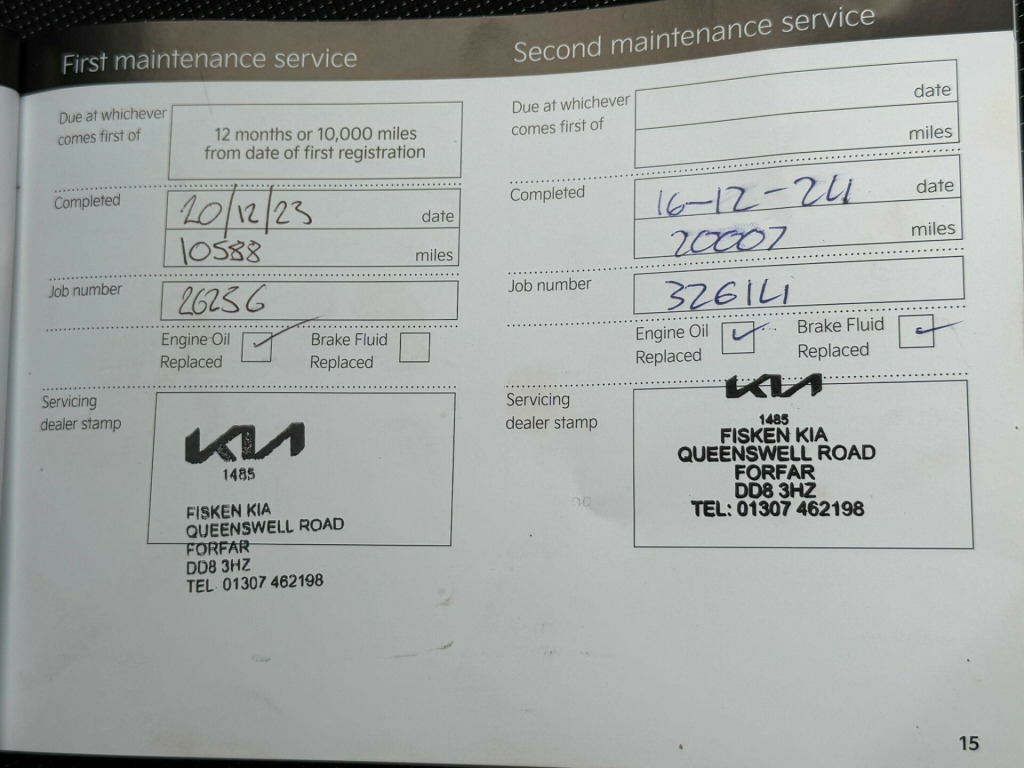 First maintenance service
Due at whichever
comes first of
12 months or 10,000 miles
from date of first registration
Completed
20/12/23 date
10588 miles
Job number
26236
Engine Oil
Replaced
Brake Fluid
Replaced
Servicing
dealer stamp
KIA
1485
FISKEN KIA
QUEENSWELL ROAD
FORFAR
DD8 3HZ
TEL: 01307 462198
Second maintenance service
Due at whichever
comes first of
date
miles
Completed
16-12-24 date
20007 miles
Job number
32614
Engine Oil
Replaced
Brake Fluid
Replaced
Servicing
dealer stamp
KIA
1485
FISKEN KIA
QUEENSWELL ROAD
FORFAR
DD8 3HZ
TEL: 01307 462198
15